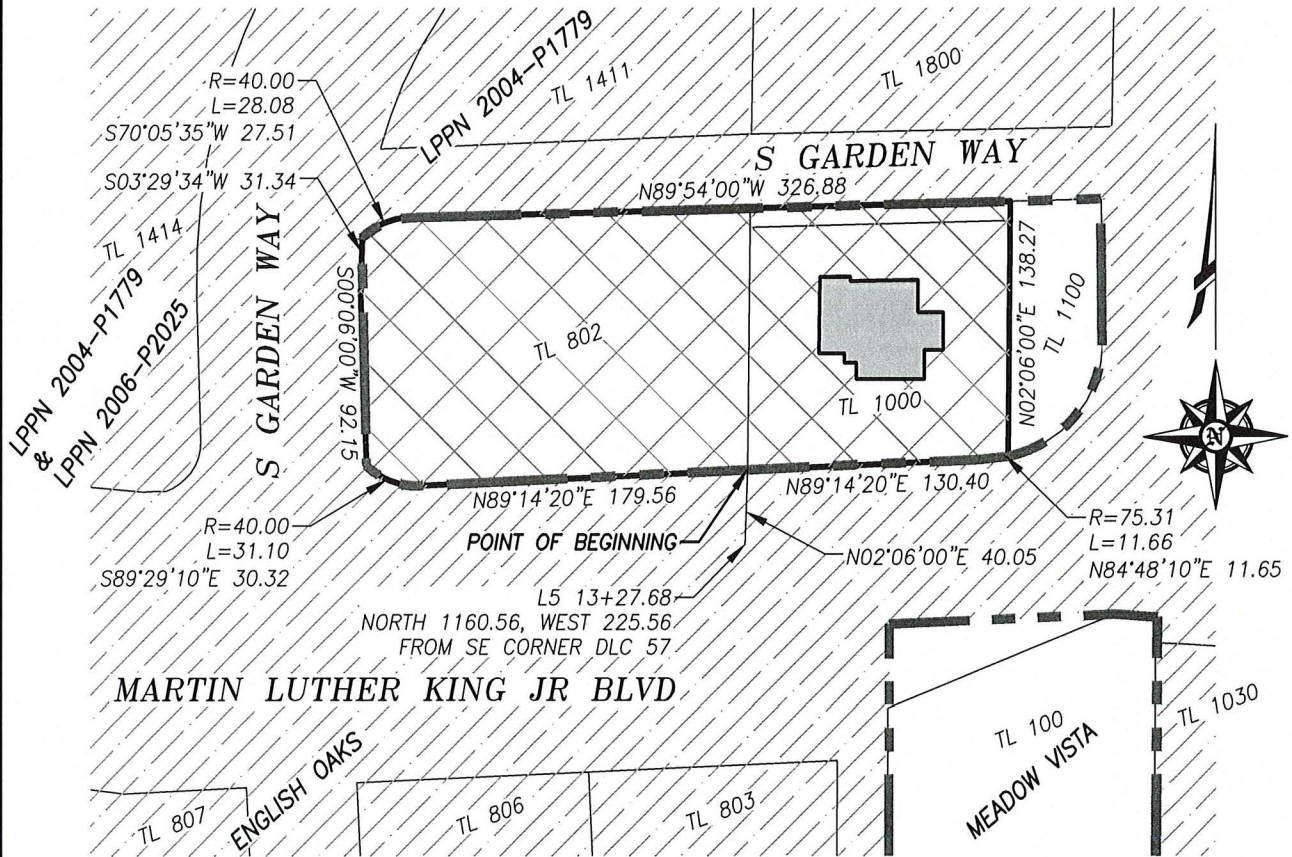 LPPN 2004-P1779
TL 1411
TL 1800
R=40.00
L=28.08
S70°05'35"W 27.51
S03°29'34"W 31.34
S GARDEN WAY
N89°54'00"W 326.88
TL 1414
LPPN 2004-P1779
&
LPPN 2006-P2025
S GARDEN WAY
S00°06'00"W 92.15
TL 802
TL 1000
N02°06'00"E 138.27
TL 1100
N
N89°14'20"E 179.56
N89°14'20"E 130.40
R=40.00
L=31.10
S89°29'10"E 30.32
POINT OF BEGINNING
N02°06'00"E 40.05
R=75.31
L=11.66
N84°48'10"E 11.65
L5 13+27.68
NORTH 1160.56, WEST 225.56
FROM SE CORNER DLC 57
MARTIN LUTHER KING JR BLVD
TL 807
ENGLISH OAKS
TL 806
TL 803
TL 100
MEADOW VISTA
TL 1030